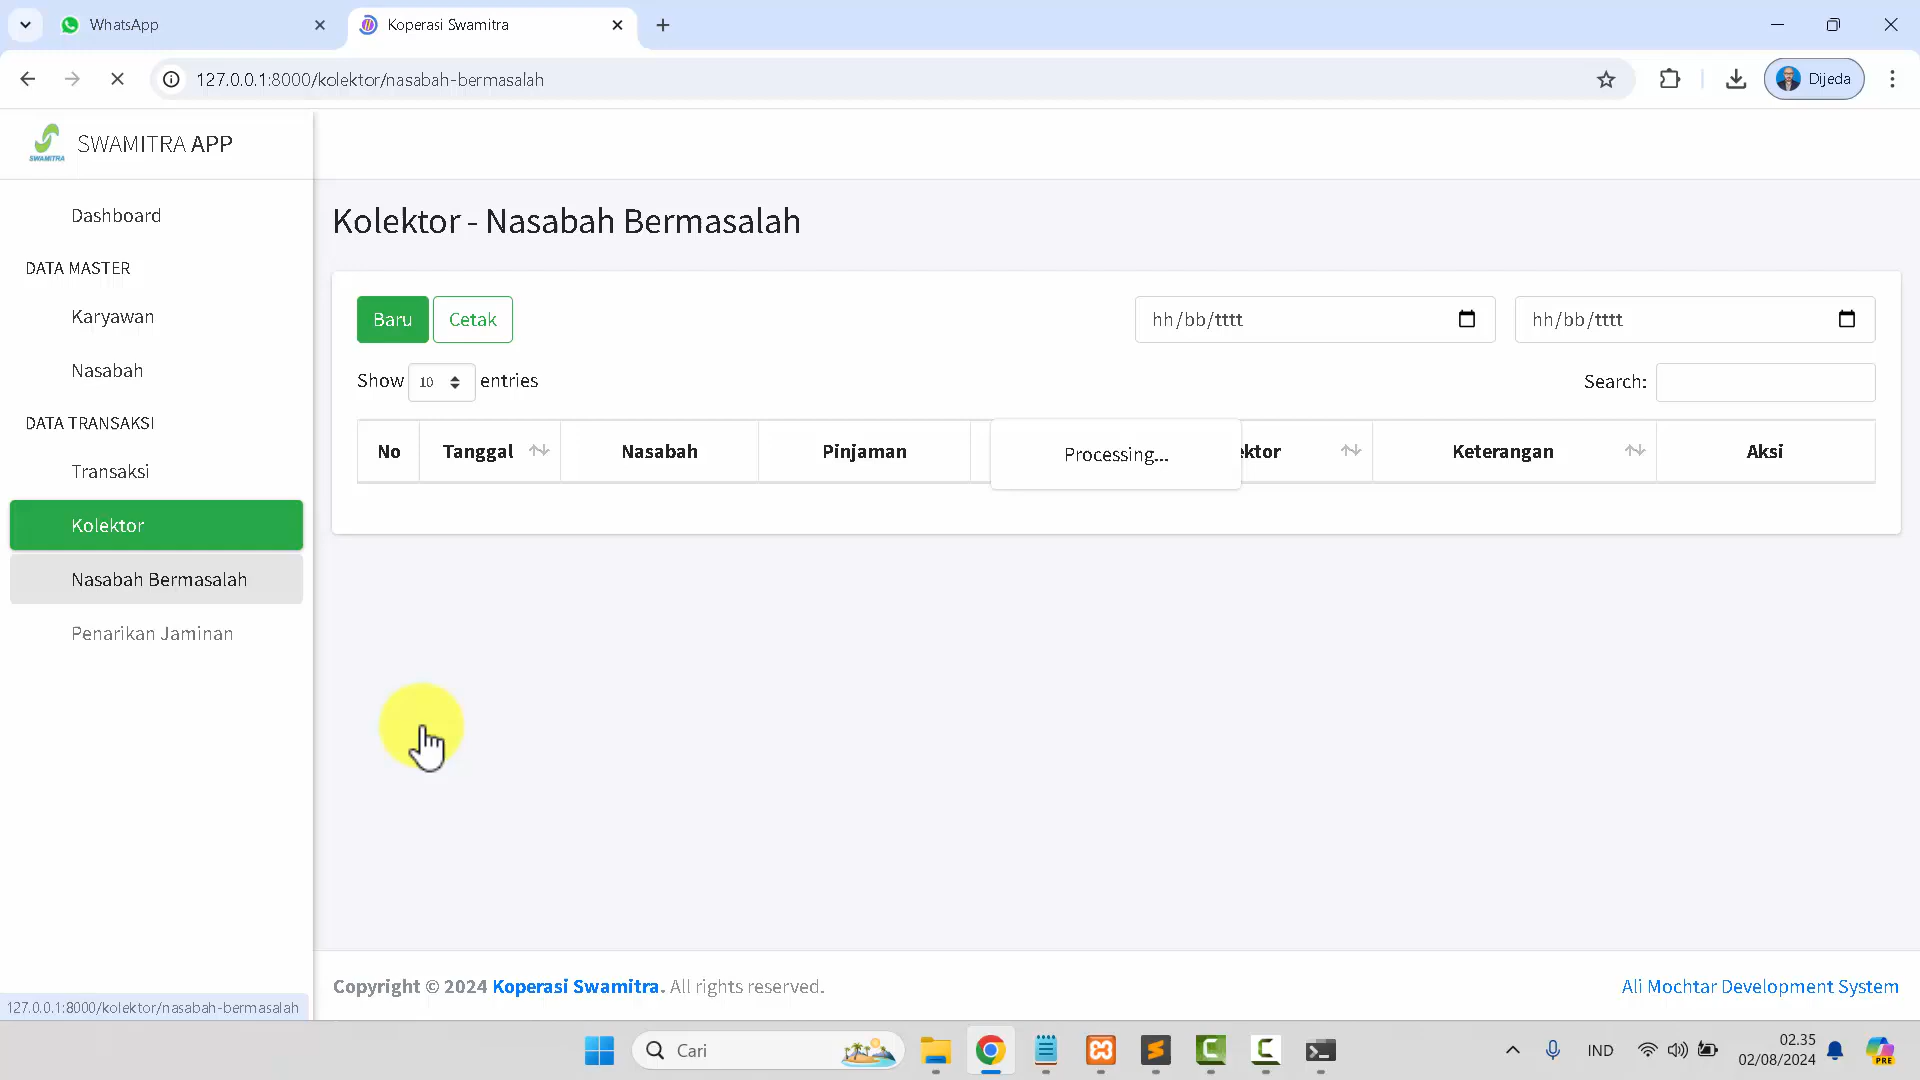 WhatsApp
Koperasi Swamitra
127.0.0.1:8000/kolektor/nasabah-bermasalah
Dijeda
SWAMITRA
SWAMITRA APP
Dashboard
DATA MASTER
Karyawan
Nasabah
DATA TRANSAKSI
Transaksi
Kolektor
Nasabah Bermasalah
Penarikan Jaminan
Kolektor - Nasabah Bermasalah
Baru Cetak
hh/bb/tttt hh/bb/tttt
Show 10 entries
Search:
No Tanggal Nasabah Pinjaman ektor Keterangan Aksi
Processing...
Copyright © 2024 Koperasi Swamitra. All rights reserved.
Ali Mochtar Development System
127.0.0.1:8000/kolektor/nasabah-bermasalah
Cari
IND
02.35
02/08/2024
PRE